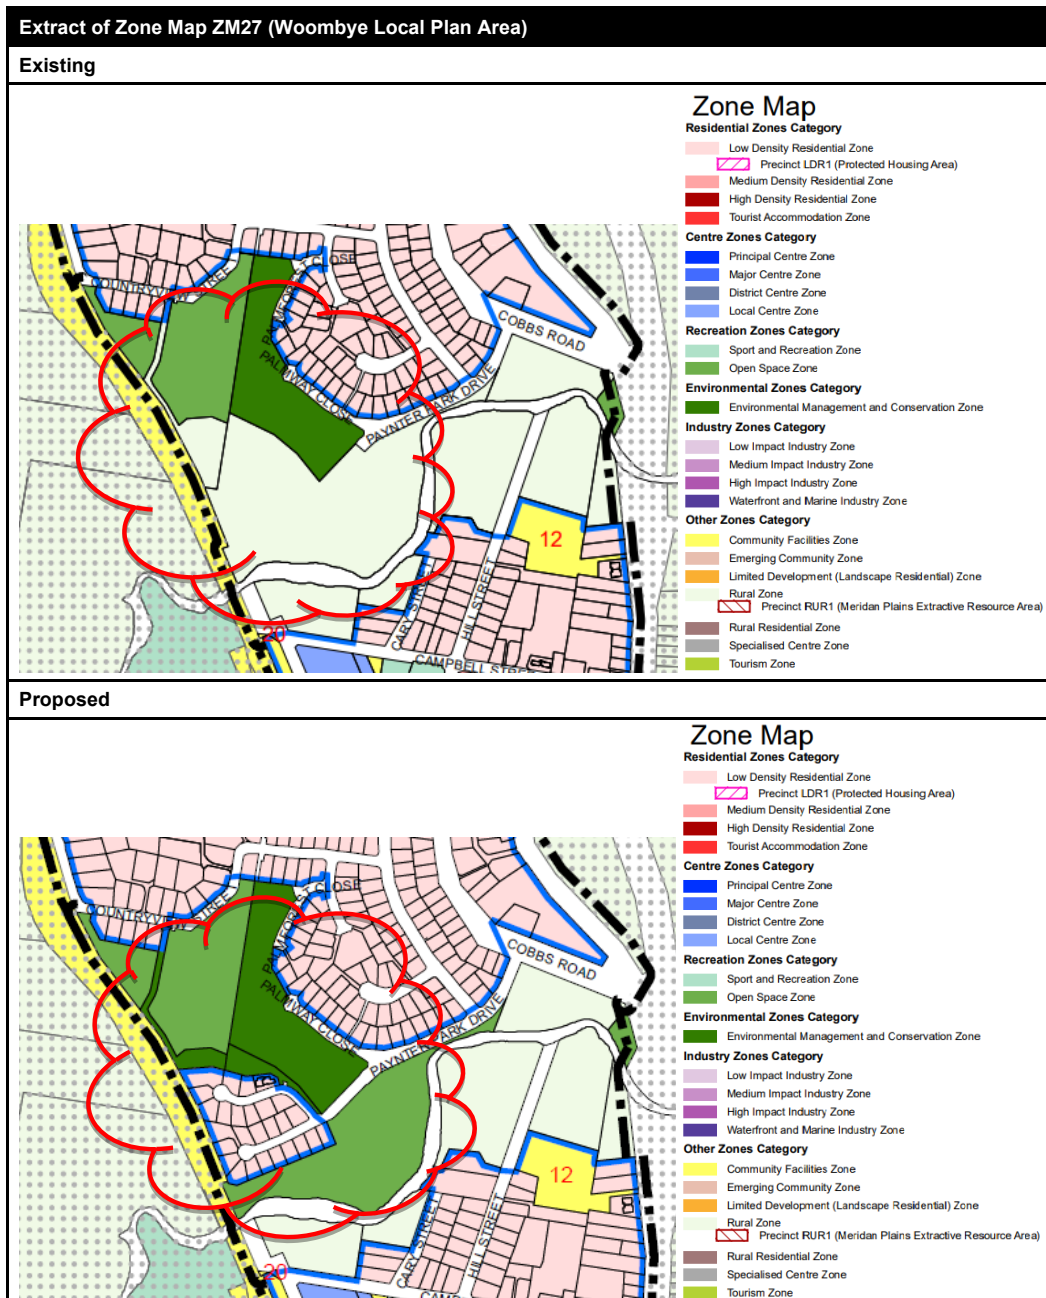 Extract of Zone Map ZM27 (Woombye Local Plan Area)
Existing
Zone Map
Residential Zones Category
Low Density Residential Zone
Precinct LDR1 (Protected Housing Area)
Medium Density Residential Zone
High Density Residential Zone
Tourist Accommodation Zone
Centre Zones Category
Principal Centre Zone
Major Centre Zone
District Centre Zone
Local Centre Zone
Recreation Zones Category
Sport and Recreation Zone
Open Space Zone
Environmental Zones Category
Environmental Management and Conservation Zone
Industry Zones Category
Low Impact Industry Zone
Medium Impact Industry Zone
High Impact Industry Zone
Waterfront and Marine Industry Zone
Other Zones Category
Community Facilities Zone
Emerging Community Zone
Limited Development (Landscape Residential) Zone
Rural Zone
Precinct RUR1 (Meridan Plains Extractive Resource Area)
Rural Residential Zone
Specialised Centre Zone
Tourism Zone
COUNTRYVIEW STREET
PALMFOREST CLOSE
PALMWAY CLOSE
PAYNTER PARK DRIVE
COBBS ROAD
12
CARY STREET
HILL STREET
20
CAMPBELL STREE
Proposed
Zone Map
Residential Zones Category
Low Density Residential Zone
Precinct LDR1 (Protected Housing Area)
Medium Density Residential Zone
High Density Residential Zone
Tourist Accommodation Zone
Centre Zones Category
Principal Centre Zone
Major Centre Zone
District Centre Zone
Local Centre Zone
Recreation Zones Category
Sport and Recreation Zone
Open Space Zone
Environmental Zones Category
Environmental Management and Conservation Zone
Industry Zones Category
Low Impact Industry Zone
Medium Impact Industry Zone
High Impact Industry Zone
Waterfront and Marine Industry Zone
Other Zones Category
Community Facilities Zone
Emerging Community Zone
Limited Development (Landscape Residential) Zone
Rural Zone
Precinct RUR1 (Meridan Plains Extractive Resource Area)
Rural Residential Zone
Specialised Centre Zone
Tourism Zone
COUNTRYVIEW STREET
PALMFOREST CLOSE
PALMWAY CLOSE
PAYNTER PARK DRIVE
COBBS ROAD
12
CARY STREET
HILL STREET
20